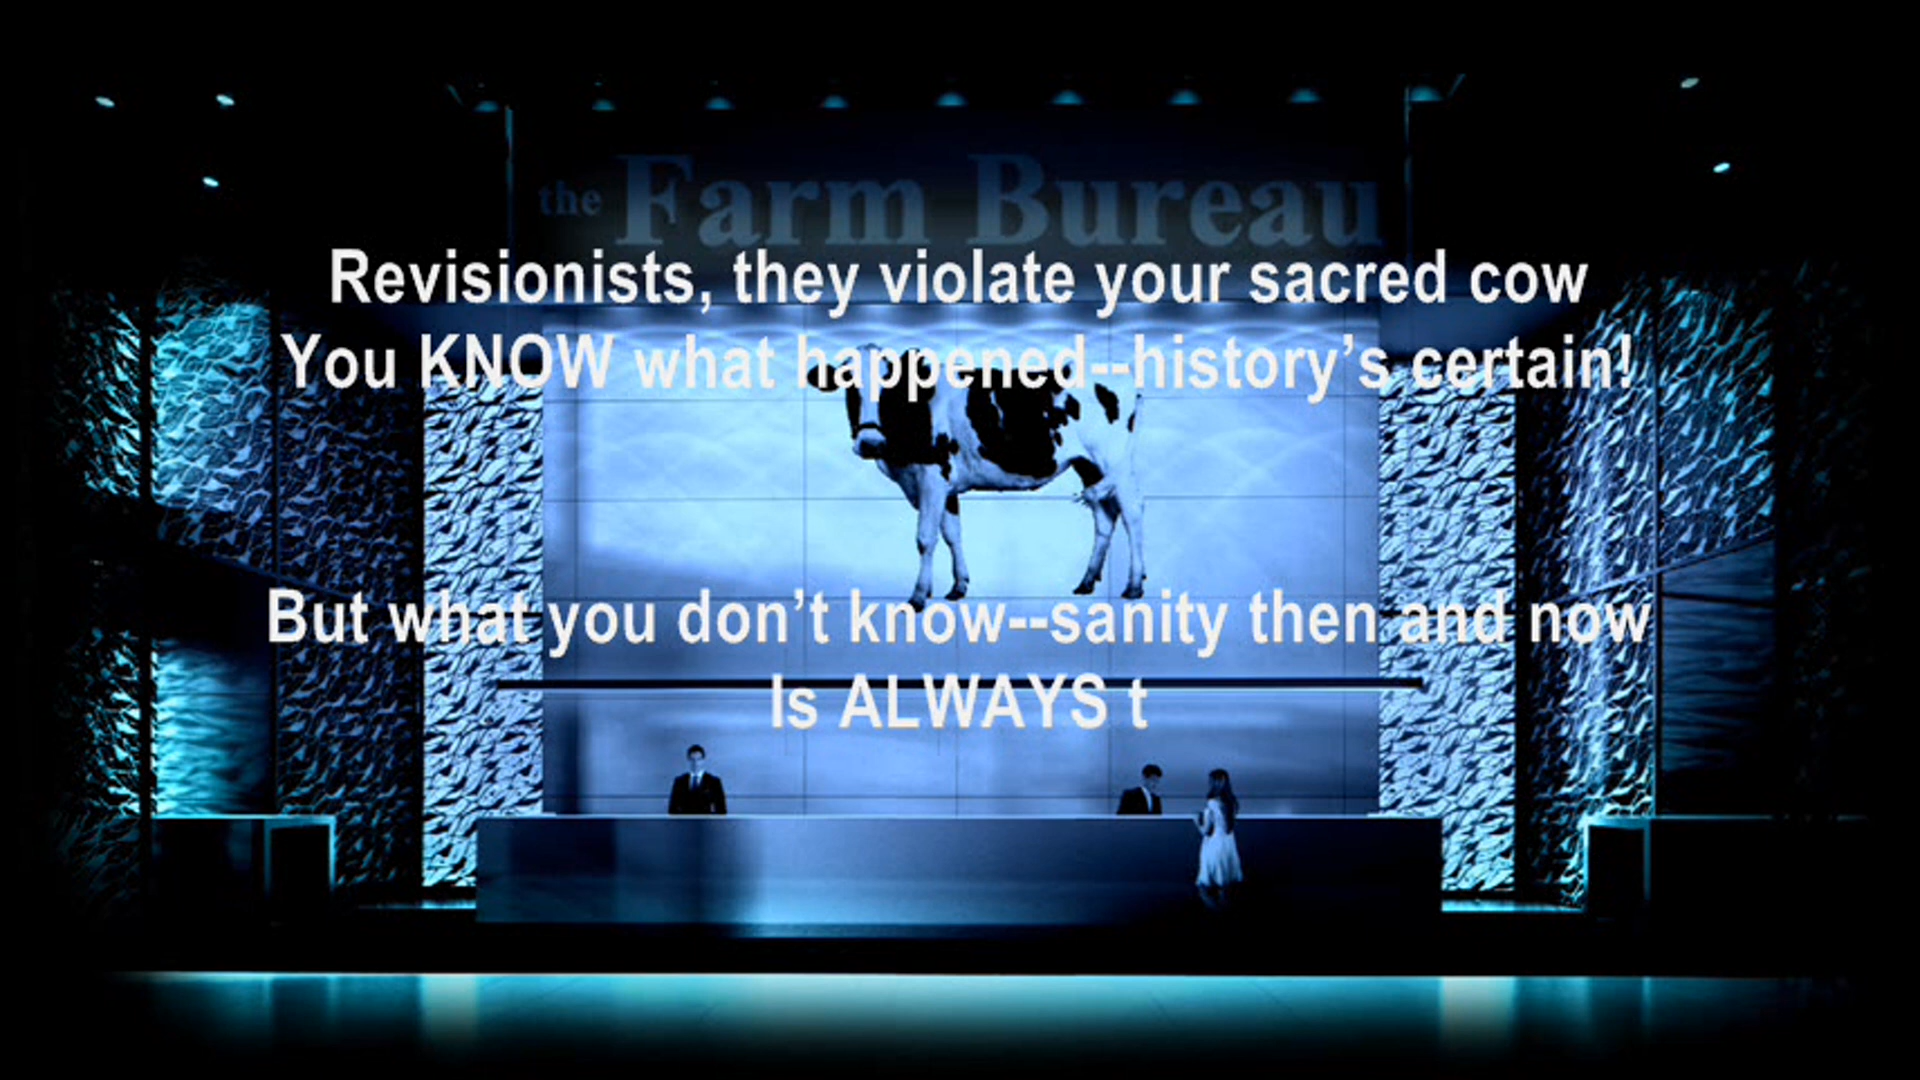 the Farm Bureau
Revisionists, they violate your sacred cow
You KNOW what happened--history’s certain!
But what you don’t know--sanity then and now
Is ALWAYS t